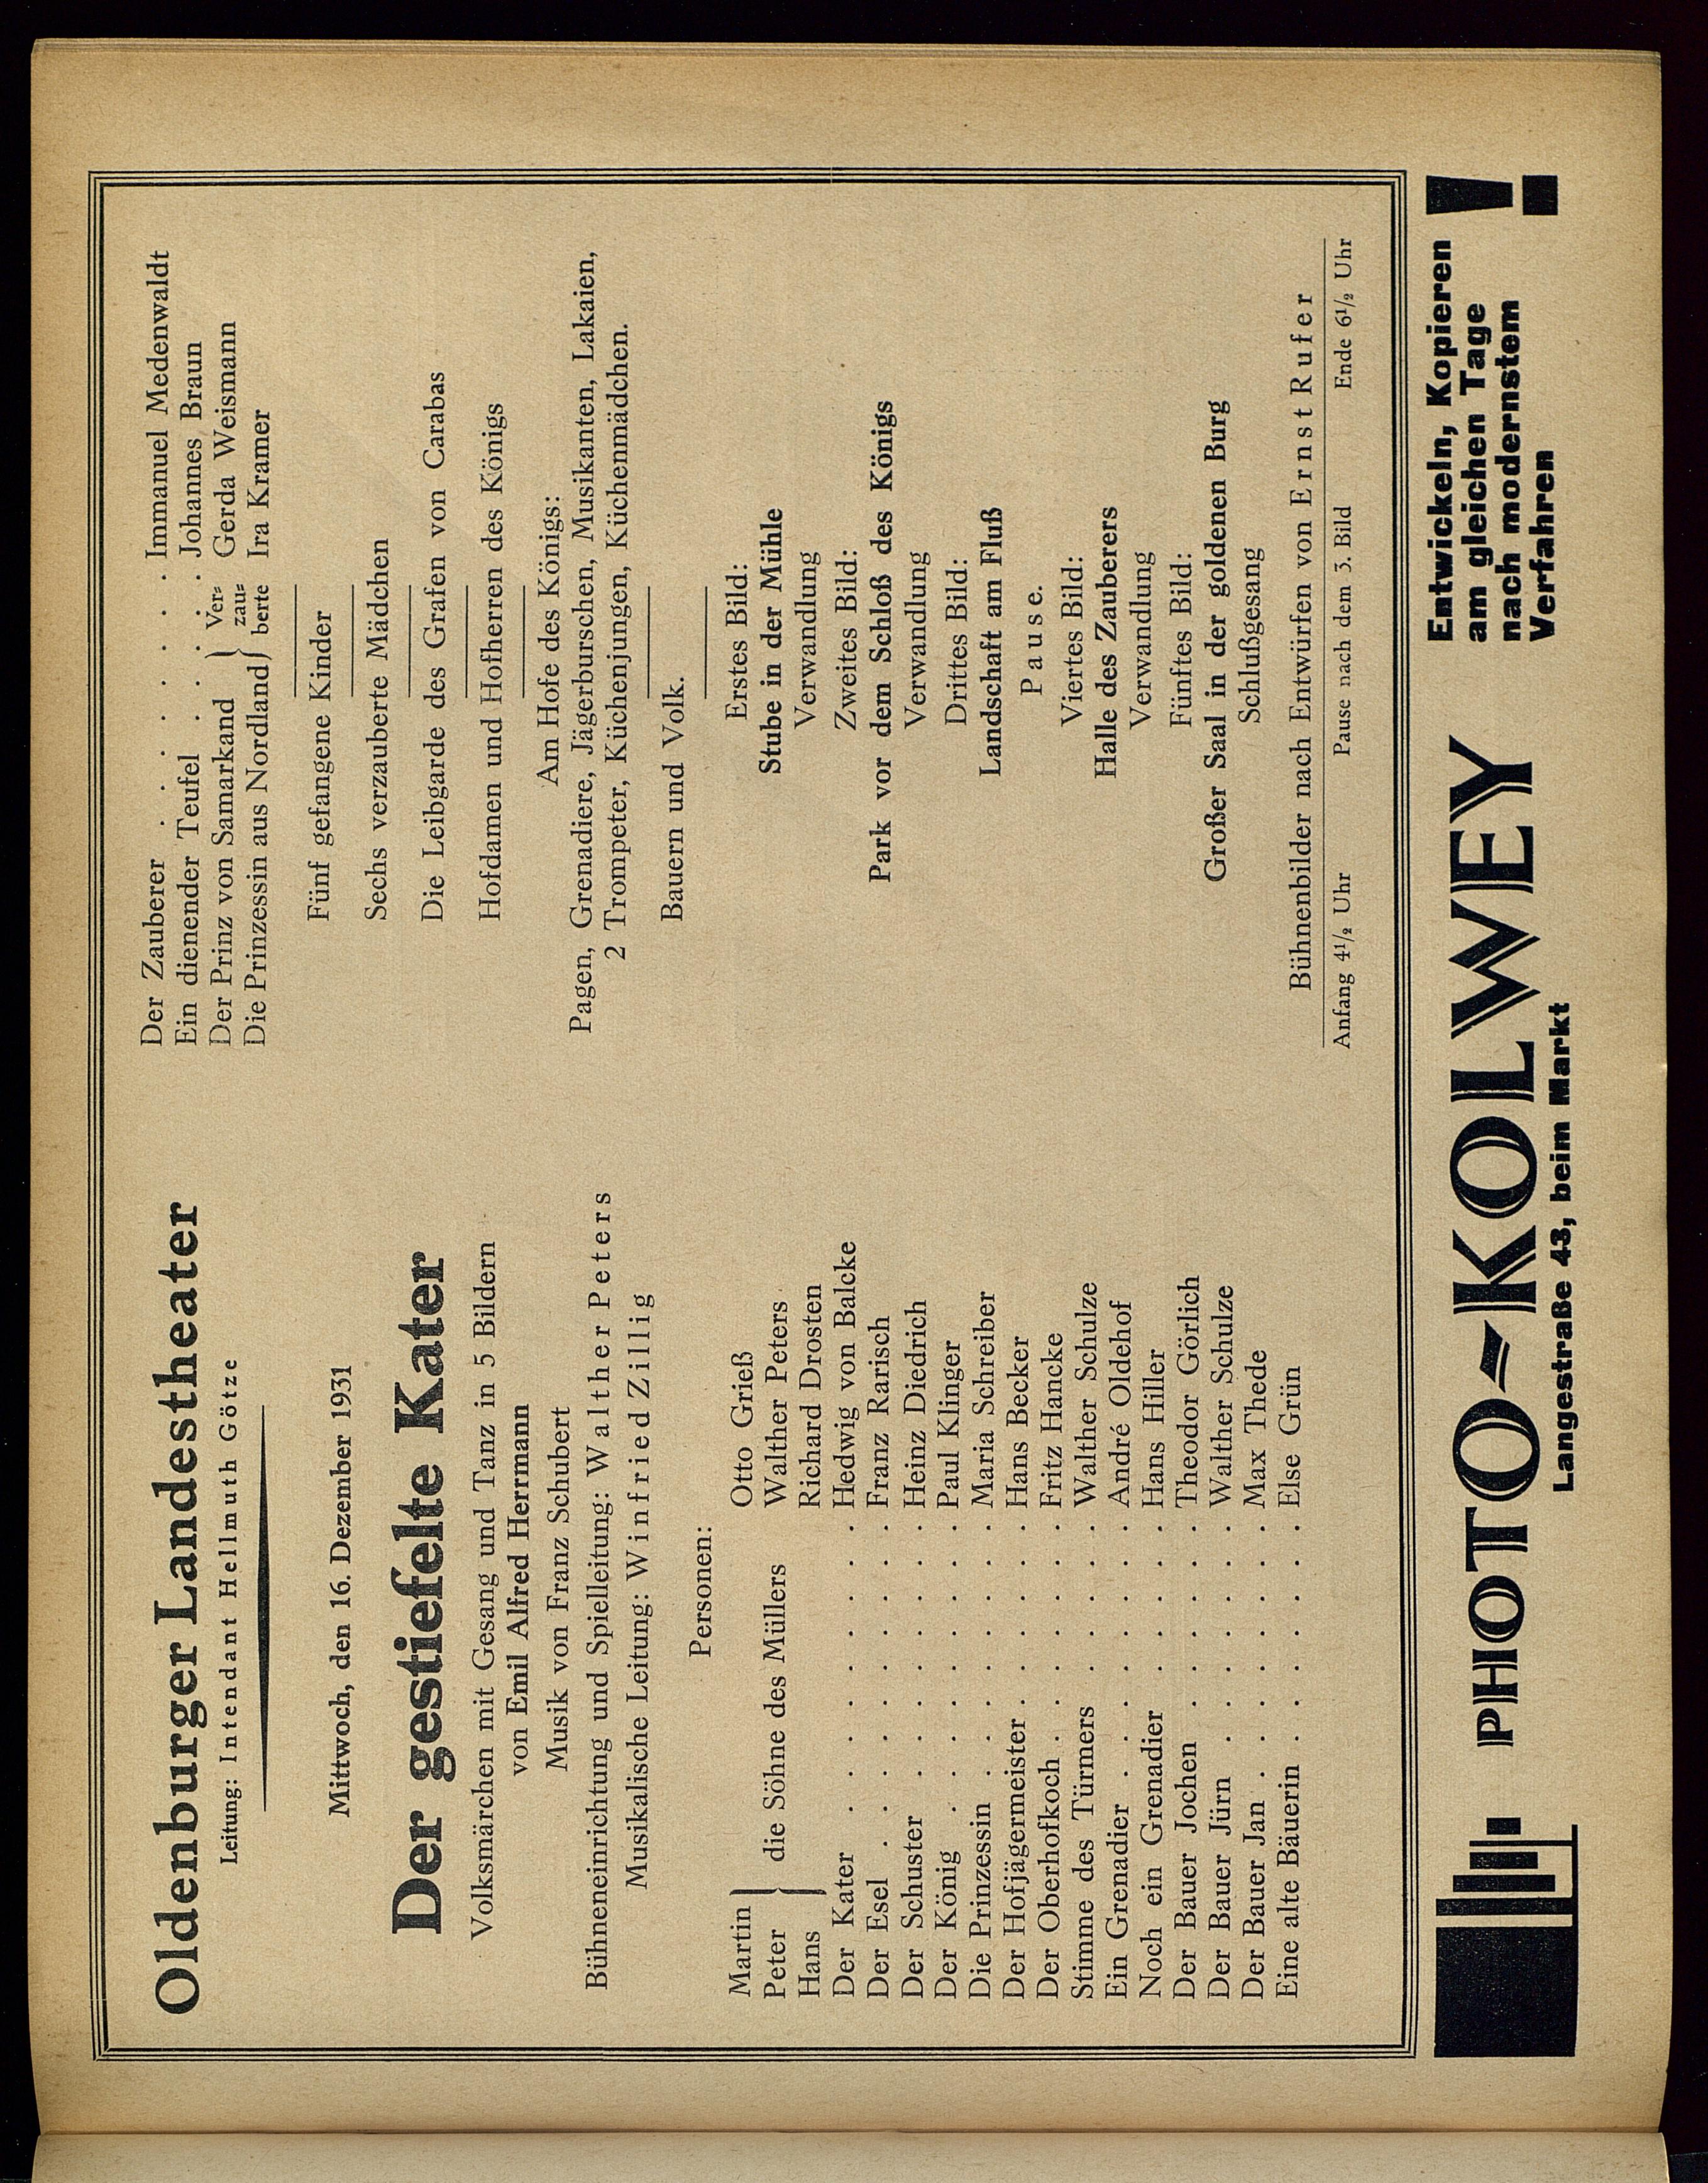 Oldenburger Landestheater
Leitung: Intendant Hellmuth Götze
Mittwoch, den 16. Dezember 1931
Der gestiefelte Kater
Volksmärchen mit Gesang und Tanz in 5 Bildern
von Emil Alfred Herrmann
Musik von Franz Schubert
Bühneneinrichtung und Spielleitung: Walther Peters
Musikalische Leitung: Winfried Zillig
Personen:
Martin } Otto Grieß
Peter } die Söhne des Müllers Walther Peters
Hans } Richard Drosten
Der Kater . . . . . . . . . Hedwig von Balcke
Der Esel . . . . . . . . . Franz Rarisch
Der Schuster . . . . . . . . Heinz Diedrich
Der König . . . . . . . . . Paul Klinger
Die Prinzessin . . . . . . . . Maria Schreiber
Der Hofjägermeister . . . . . . Hans Becker
Der Oberhofkoch . . . . . . . Fritz Hancke
Stimme des Türmers . . . . . Walther Schulze
Ein Grenadier . . . . . . . . André Oldehof
Noch ein Grenadier . . . . . Hans Hiller
Der Bauer Jochen . . . . . . Theodor Görlich
Der Bauer Jürn . . . . . . . Walther Schulze
Der Bauer Jan . . . . . . . . Max Thede
Eine alte Bäuerin . . . . . . . Else Grün
Der Zauberer . . . . . . . . Immanuel Medenwaldt
Ein dienender Teufel . . . . . Johannes Braun
Der Prinz von Samarkand } Ver= Gerda Weismann
zau=
Die Prinzessin aus Nordland } berte Ira Kramer
Fünf gefangene Kinder
Sechs verzauberte Mädchen
Die Leibgarde des Grafen von Carabas
Hofdamen und Hofherren des Königs
Am Hofe des Königs:
Pagen, Grenadiere, Jägerburschen, Musikanten, Lakaien,
2 Trompeter, Küchenjungen, Küchenmädchen.
Bauern und Volk.
Erstes Bild:
Stube in der Mühle
Verwandlung
Zweites Bild:
Park vor dem Schloß des Königs
Verwandlung
Drittes Bild:
Landschaft am Fluß
Pause.
Viertes Bild:
Halle des Zauberers
Verwandlung
Fünftes Bild:
Großer Saal in der goldenen Burg
Schlußgesang
Bühnenbilder nach Entwürfen von Ernst Rufer
Anfang 4½ Uhr Pause nach dem 3. Bild Ende 6½ Uhr
PHOTO-KOLWEY
Langestraße 43, beim Markt
Entwickeln, Kopieren
am gleichen Tage
nach modernstem
Verfahren !